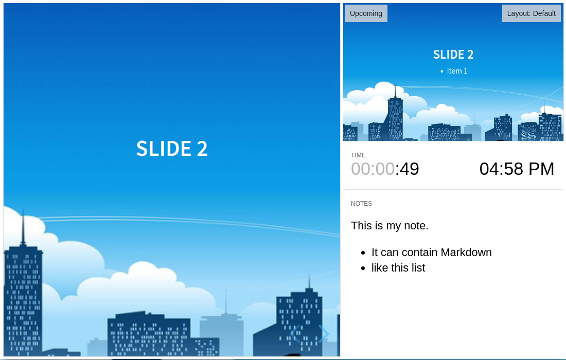 SLIDE 2
Upcoming
Layout: Default
SLIDE 2
• Item 1
TIME
00:00:49
04:58 PM
NOTES
This is my note.
• It can contain Markdown
• like this list